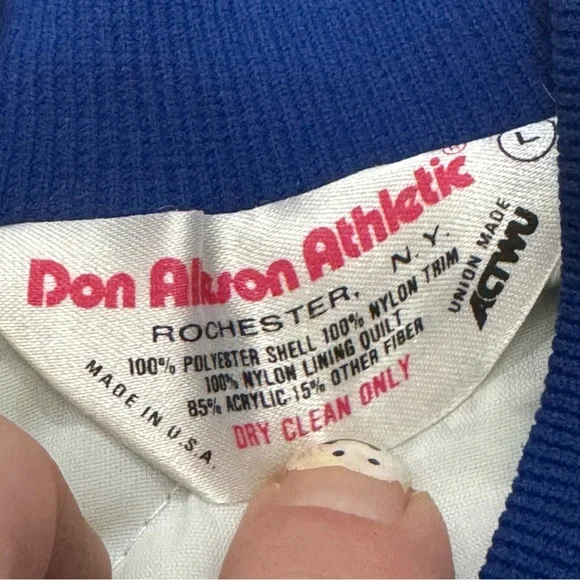 L
Don Alleson Athletic®
ROCHESTER, N.Y.
100% POLYESTER SHELL 100% NYLON TRIM
100% NYLON LINING QUILT
85% ACRYLIC 15% OTHER FIBER
DRY CLEAN ONLY
MADE IN U.S.A.
UNION MADE
ACTWU